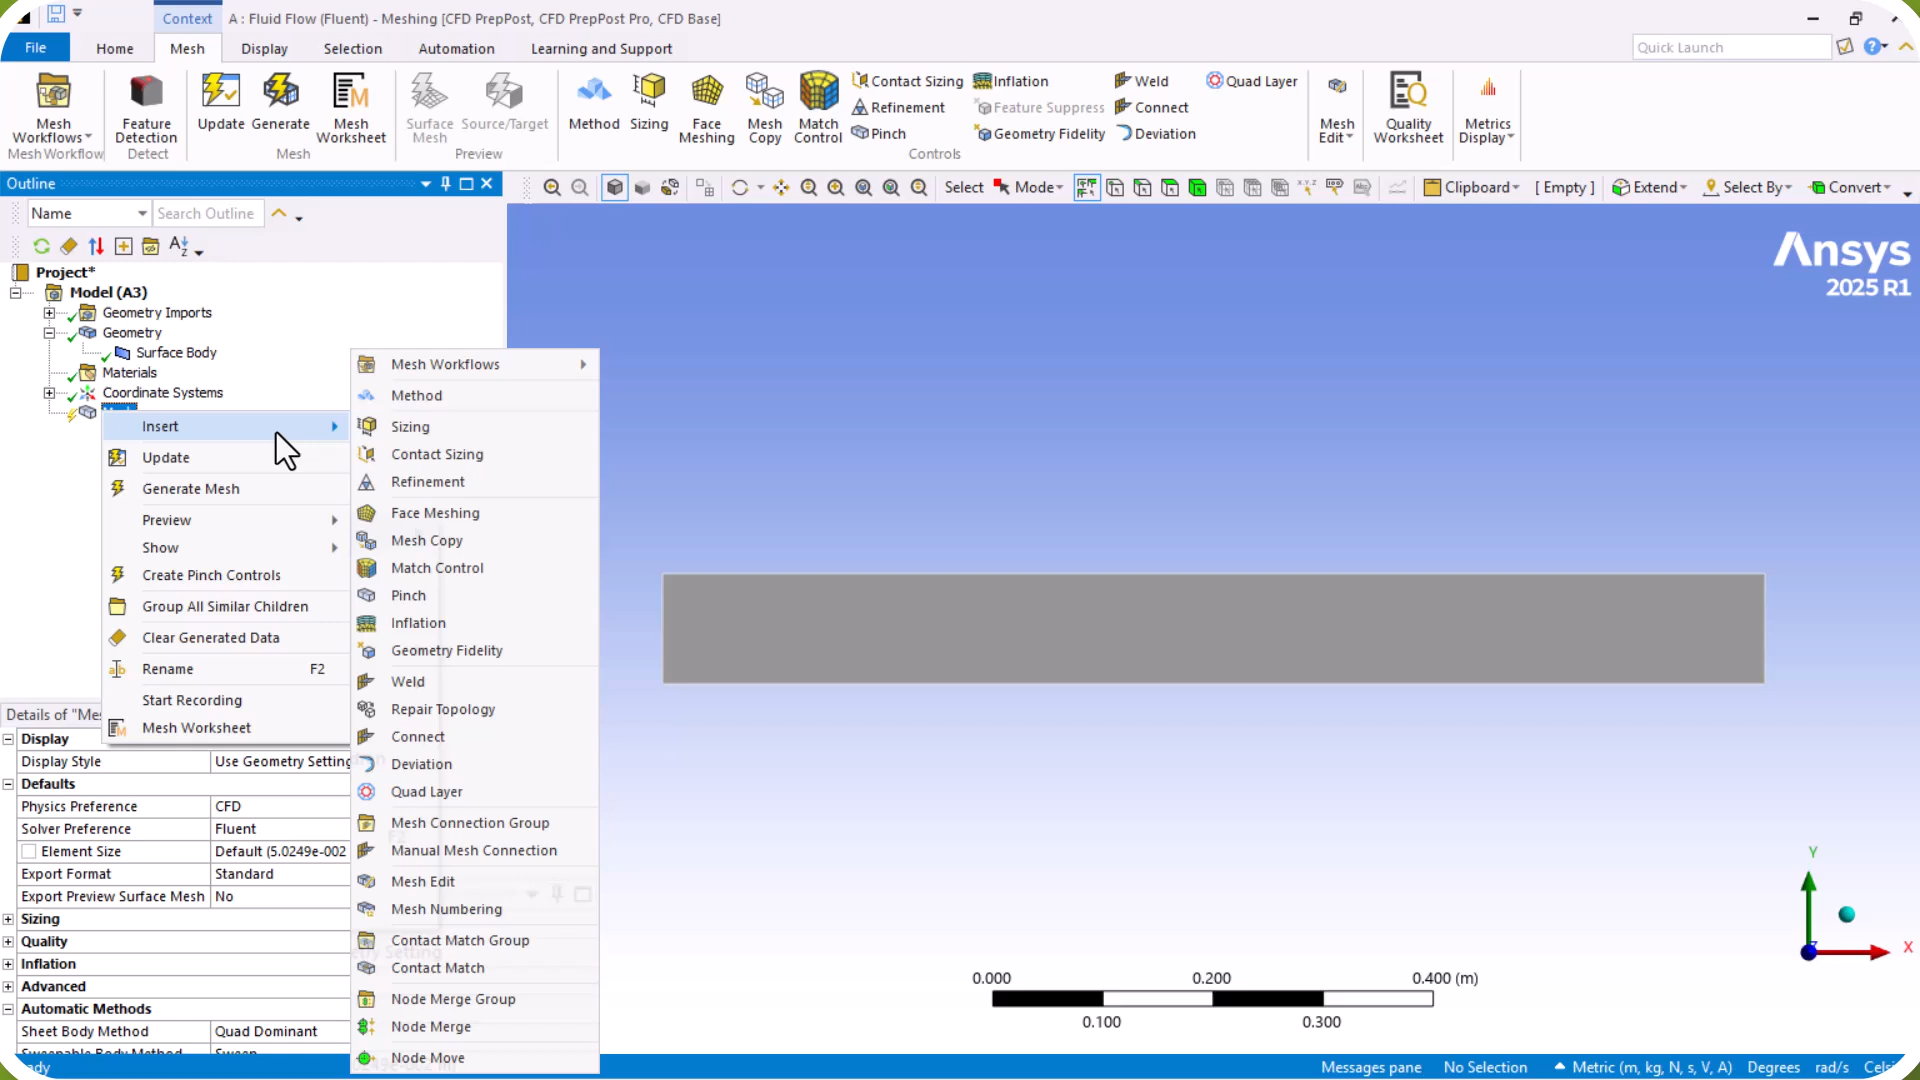 Context
A : Fluid Flow (Fluent) - Meshing [CFD PrepPost, CFD PrepPost Pro, CFD Base]
File
Home
Mesh
Display
Selection
Automation
Learning and Support
Quick Launch
Mesh Workflows
Feature Detection
Update
Generate
Mesh Worksheet
Surface Mesh
Source/Target
Method
Sizing
Face Meshing
Mesh Copy
Match Control
Contact Sizing
Refinement
Pinch
Inflation
Feature Suppress
Geometry Fidelity
Weld
Connect
Deviation
Quad Layer
Mesh Edit
Quality Worksheet
Metrics Display
Mesh Workflow
Detect
Mesh
Preview
Controls
Outline
Select
Mode
Clipboard
[ Empty ]
Extend
Select By
Convert
Name
Search Outline
Project*
Model (A3)
Geometry Imports
Geometry
Surface Body
Materials
Coordinate Systems
Insert
Update
Generate Mesh
Preview
Show
Create Pinch Controls
Group All Similar Children
Clear Generated Data
Rename F2
Start Recording
Mesh Worksheet
Mesh Workflows
Method
Sizing
Contact Sizing
Refinement
Face Meshing
Mesh Copy
Match Control
Pinch
Inflation
Geometry Fidelity
Weld
Repair Topology
Connect
Deviation
Quad Layer
Mesh Connection Group
Manual Mesh Connection
Mesh Edit
Mesh Numbering
Contact Match Group
Contact Match
Node Merge Group
Node Merge
Node Move
Details of "Me
Display
Display Style Use Geometry Setting
Defaults
Physics Preference CFD
Solver Preference Fluent
Element Size Default (5.0249e-002
Export Format Standard
Export Preview Surface Mesh No
Sizing
Quality
Inflation
Advanced
Automatic Methods
Sheet Body Method Quad Dominant
Sweepable Body Method Sweep
Ansys
2025 R1
Y
X
Z
0.000 0.200 0.400 (m)
0.100 0.300
Messages pane
No Selection
Metric (m, kg, N, s, V, A)
Degrees
rad/s